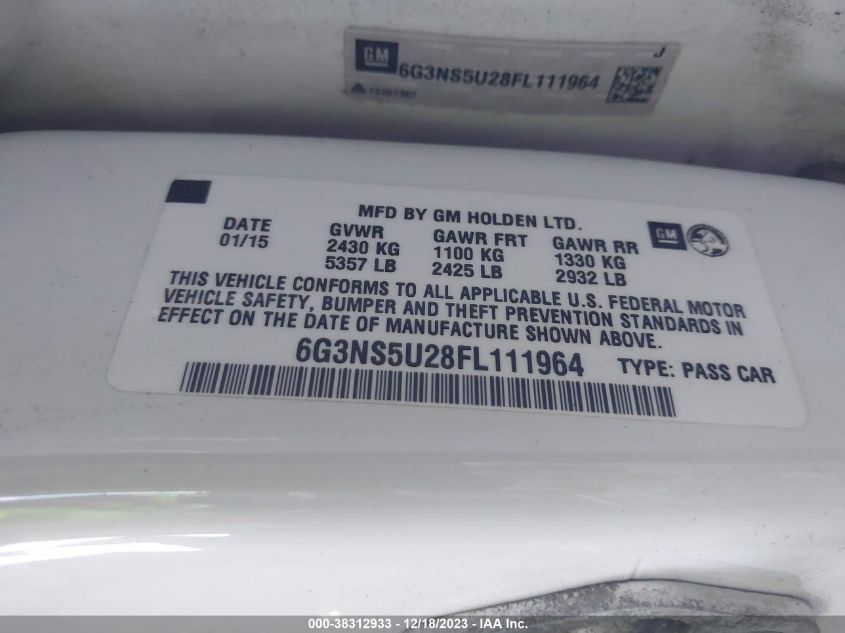 GM
J
6G3NS5U28FL111964
MFD BY GM HOLDEN LTD.
DATE GVWR GAWR FRT GAWR RR GM
01/15 2430 KG 1100 KG 1330 KG
5357 LB 2425 LB 2932 LB
THIS VEHICLE CONFORMS TO ALL APPLICABLE U.S. FEDERAL MOTOR
VEHICLE SAFETY, BUMPER AND THEFT PREVENTION STANDARDS IN
EFFECT ON THE DATE OF MANUFACTURE SHOWN ABOVE.
6G3NS5U28FL111964 TYPE: PASS CAR
000-38312933 - 12/18/2023 - IAA Inc.